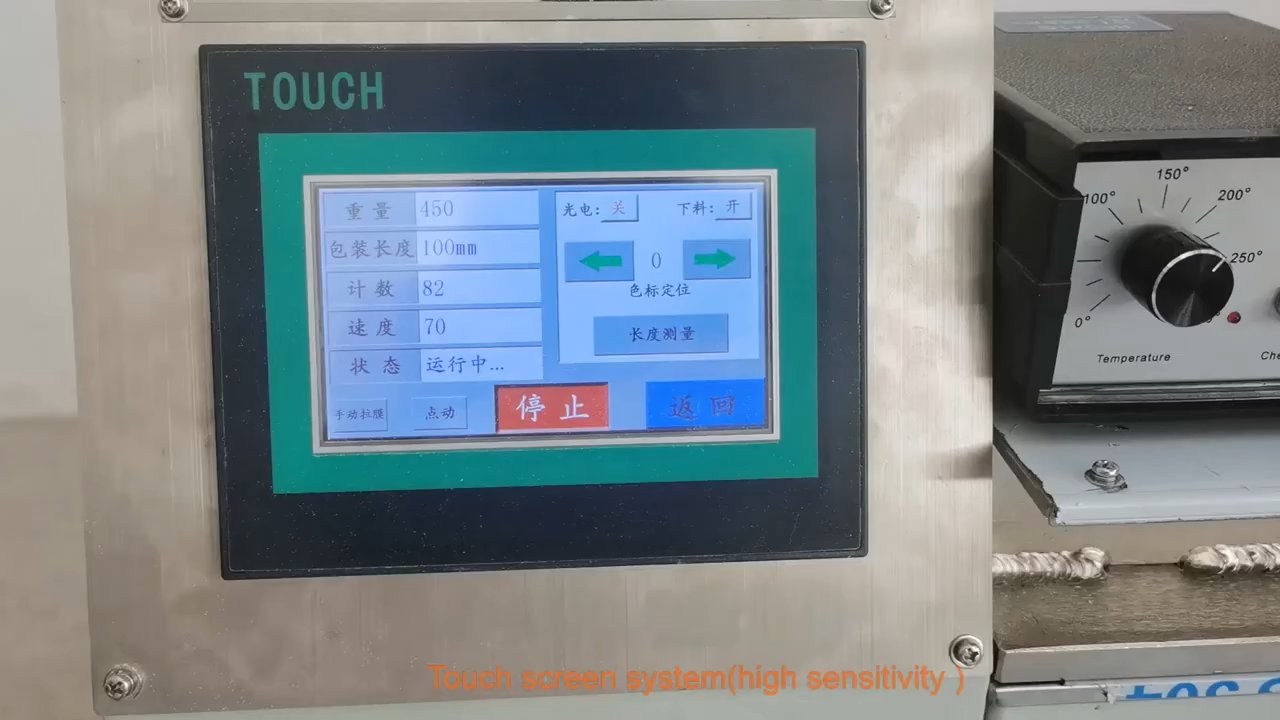 TOUCH
重量 450
包装长度 100mm
计数 82
速度 70
状态 运行中...
光电: 关 下料: 开
0
色标定位
长度测量
手动拉膜 点动 停止 返回
0° 100° 150° 200° 250°
Temperature
Touch screen system(high sensitivity )